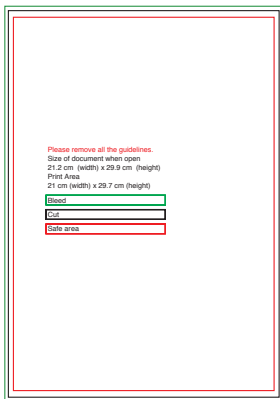 Please remove all the guidelines.
Size of document when open
21.2 cm  (width) x 29.9 cm  (height)
Print Area
21 cm (width) x 29.7 cm (height)
Bleed
Cut
Safe area